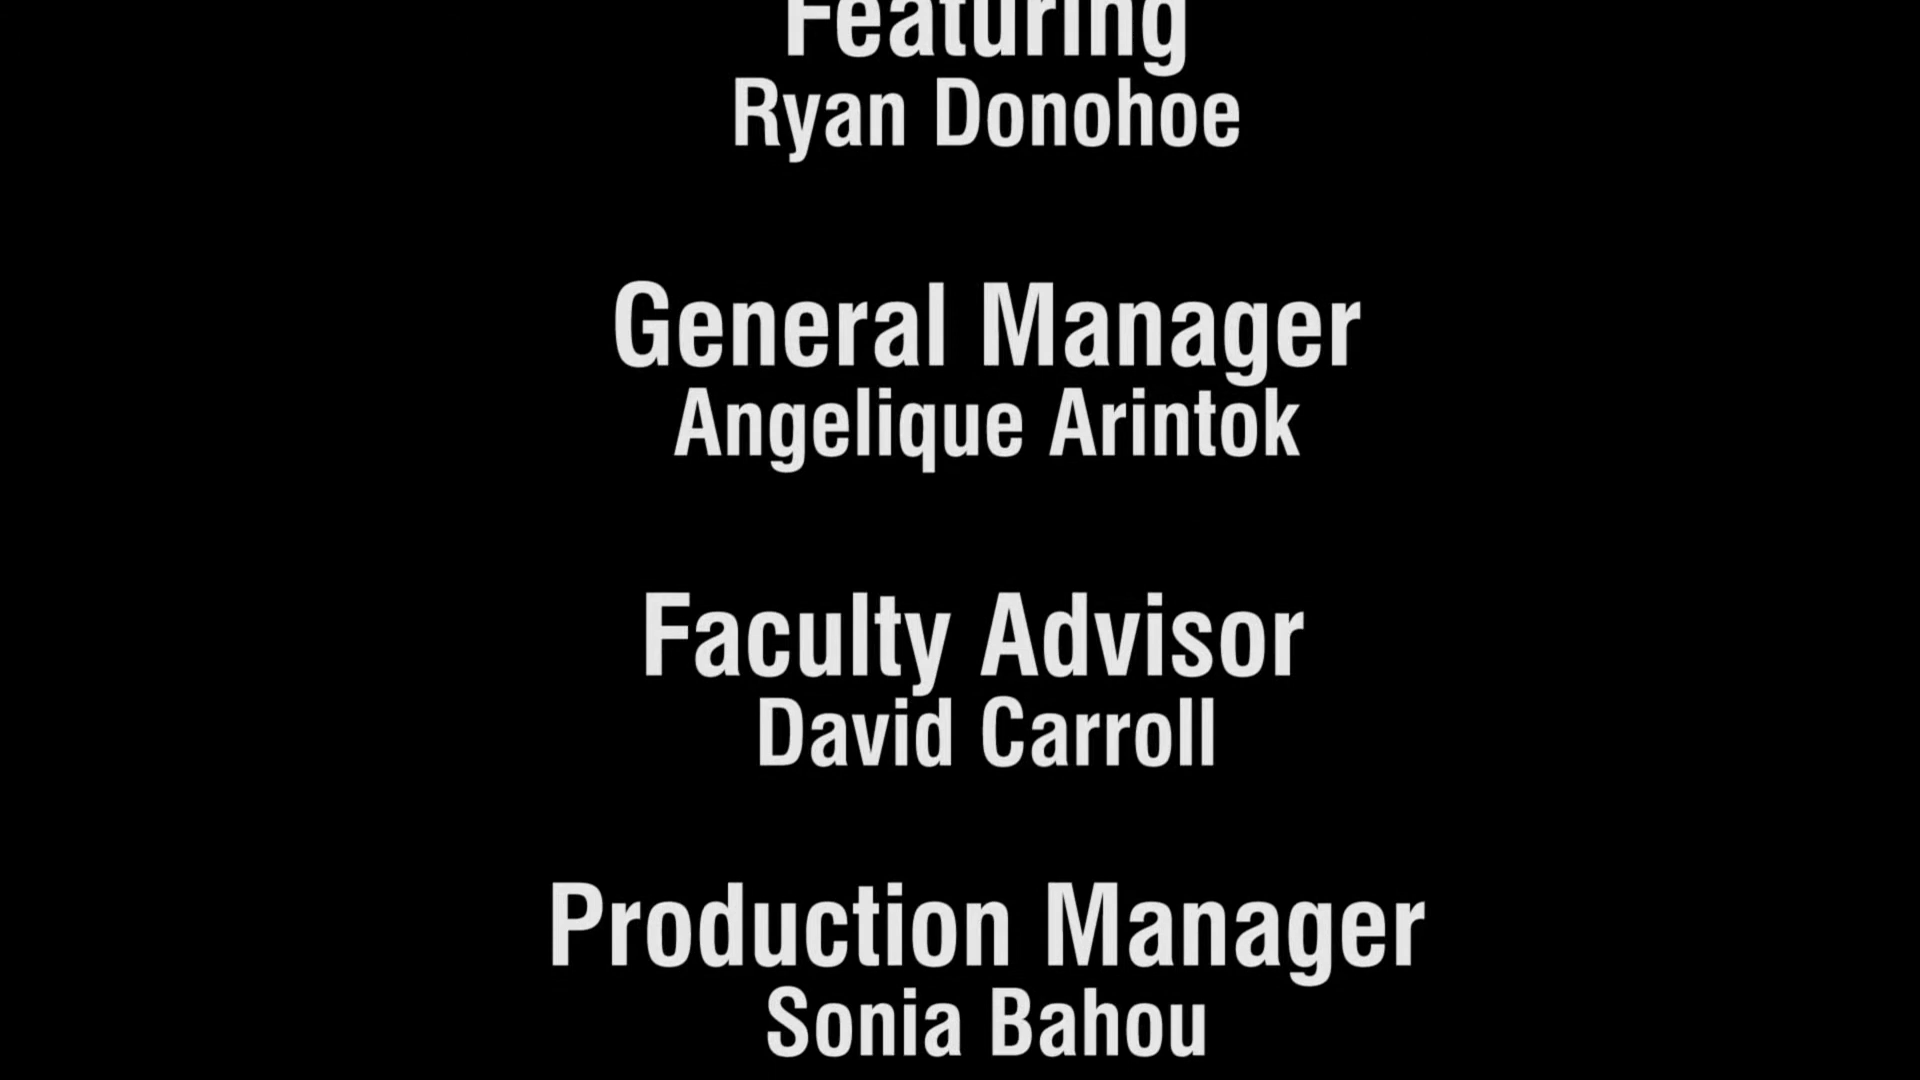 Featuring
Ryan Donohoe
General Manager
Angelique Arintok
Faculty Advisor
David Carroll
Production Manager
Sonia Bahou